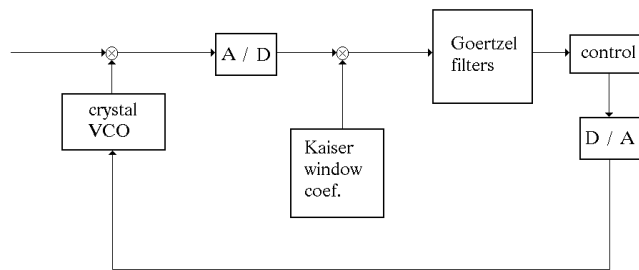 A / D
Goertzel
filters
control
crystal
VCO
Kaiser
window
coef.
D / A